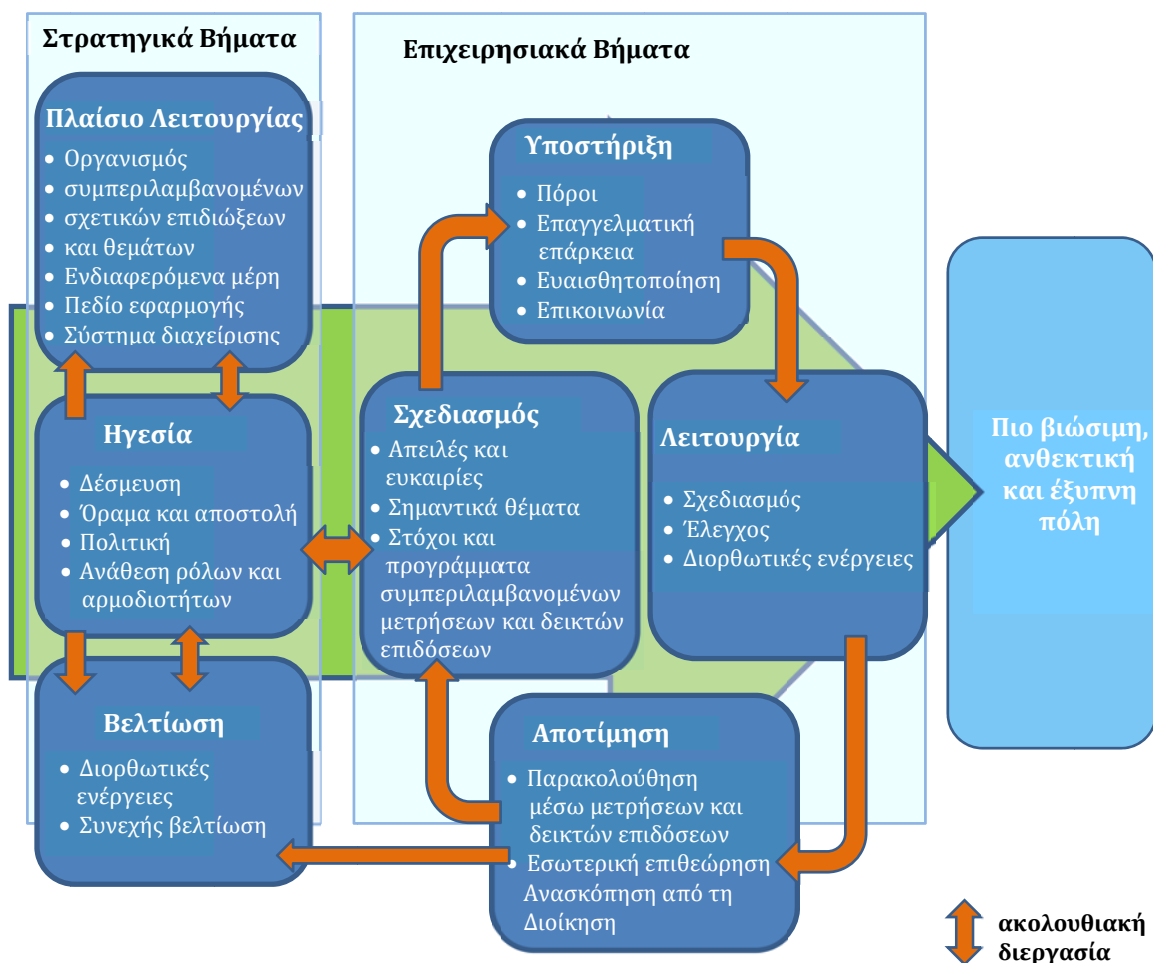 Στρατηγικά Βήματα
Πλαίσιο Λειτουργίας
• Οργανισμός
• συμπεριλαμβανομένων
• σχετικών επιδιώξεων
• και θεμάτων
• Ενδιαφερόμενα μέρη
• Πεδίο εφαρμογής
• Σύστημα διαχείρισης
Ηγεσία
• Δέσμευση
• Όραμα και αποστολή
• Πολιτική
• Ανάθεση ρόλων και
αρμοδιοτήτων
Βελτίωση
• Διορθωτικές
ενέργειες
• Συνεχής βελτίωση
Επιχειρησιακά Βήματα
Υποστήριξη
• Πόροι
• Επαγγελματική
επάρκεια
• Ευαισθητοποίηση
• Επικοινωνία
Σχεδιασμός
• Απειλές και
ευκαιρίες
• Σημαντικά θέματα
• Στόχοι και
προγράμματα
συμπεριλαμβανομένων
μετρήσεων και δεικτών
επιδόσεων
Λειτουργία
• Σχεδιασμός
• Έλεγχος
• Διορθωτικές ενέργειες
Αποτίμηση
• Παρακολούθηση
μέσω μετρήσεων και
δεικτών επιδόσεων
• Εσωτερική επιθεώρηση
Ανασκόπηση από τη
Διοίκηση
Πιο βιώσιμη,
ανθεκτική
και έξυπνη
πόλη
ακολουθιακή
διεργασία